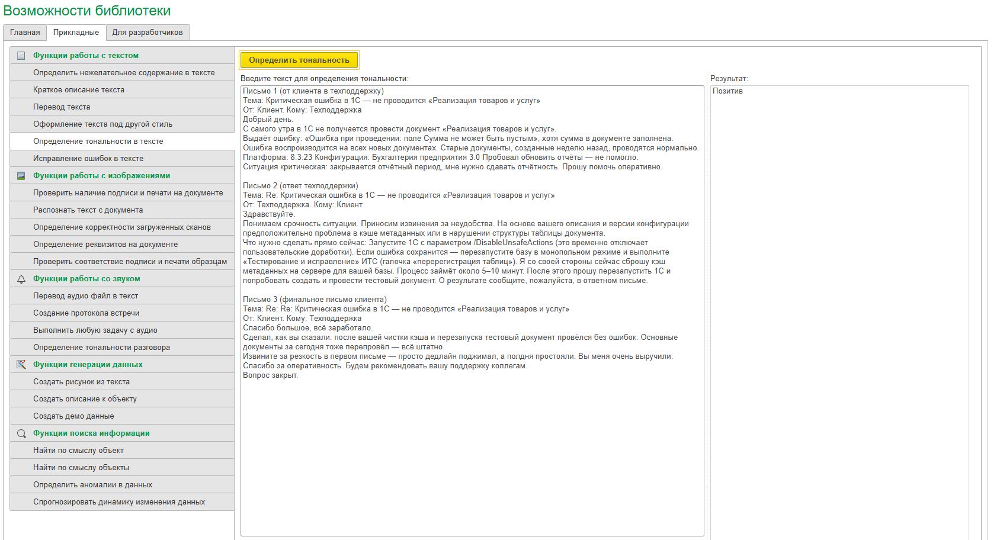 Возможности библиотеки
Главная
Прикладные
Для разработчиков
Функции работы с текстом
Определить нежелательное содержание в тексте
Краткое описание текста
Перевод текста
Оформление текста под другой стиль
Определение тональности в тексте
Исправление ошибок в тексте
Функции работы с изображениями
Проверить наличие подписи и печати на документе
Распознать текст с документа
Определение корректности загруженных сканов
Определение реквизитов на документе
Проверить соответствие подписи и печати образцам
Функции работы со звуком
Перевод аудио файл в текст
Создание протокола встречи
Выполнить любую задачу с аудио
Определение тональности разговора
Функции генерации данных
Создать рисунок из текста
Создать описание к объекту
Создать демо данные
Функции поиска информации
Найти по смыслу объект
Найти по смыслу объекты
Определить аномалии в данных
Спрогнозировать динамику изменения данных
Определить тональность
Введите текст для определения тональности:
Письмо 1 (от клиента в техподдержку)
Тема: Критическая ошибка в 1С — не проводится «Реализация товаров и услуг»
От: Клиент. Кому: Техподдержка
Добрый день.
С самого утра в 1С не получается провести документ «Реализация товаров и услуг».
Выдаёт ошибку: «Ошибка при проведении: поле Сумма не может быть пустым», хотя сумма в документе заполнена.
Ошибка воспроизводится на всех новых документах. Старые документы, созданные неделю назад, проводятся нормально.
Платформа: 8.3.23 Конфигурация: Бухгалтерия предприятия 3.0 Пробовал обновить отчёты — не помогло.
Ситуация критическая: закрывается отчётный период, мне нужно сдавать отчётность. Прошу помочь оперативно.
Письмо 2 (ответ техподдержки)
Тема: Re: Критическая ошибка в 1С — не проводится «Реализация товаров и услуг»
От: Техподдержка. Кому: Клиент
Здравствуйте.
Понимаем срочность ситуации. Приносим извинения за неудобства. На основе вашего описания и версии конфигурации
предположительно проблема в кэше метаданных или в нарушении структуры таблицы документа.
Что нужно сделать прямо сейчас: Запустите 1С с параметром /DisableUnsafeActions (это временно отключает
пользовательские доработки). Если ошибка сохранится — перезапустите базу в монопольном режиме и выполните
«Тестирование и исправление» ИТС (галочка «перерегистрация таблиц»). Я со своей стороны сейчас сброшу кэш
метаданных на сервере для вашей базы. Процесс займёт около 5–10 минут. После этого прошу перезапустить 1С и
попробовать создать и провести тестовый документ. О результате сообщите, пожалуйста, в ответном письме.
Письмо 3 (финальное письмо клиента)
Тема: Re: Re: Критическая ошибка в 1С — не проводится «Реализация товаров и услуг»
От: Клиент. Кому: Техподдержка
Спасибо большое, всё заработало.
Сделал, как вы сказали: после вашей чистки кэша и перезапуска тестовый документ провёлся без ошибок. Основные
документы за сегодня тоже перепровёл — всё штатно.
Извините за резкость в первом письме — просто дедлайн поджимал, а полдня простояли. Вы меня очень выручили.
Спасибо за оперативность. Будем рекомендовать вашу поддержку коллегам.
Вопрос закрыт.
Результат:
Позитив